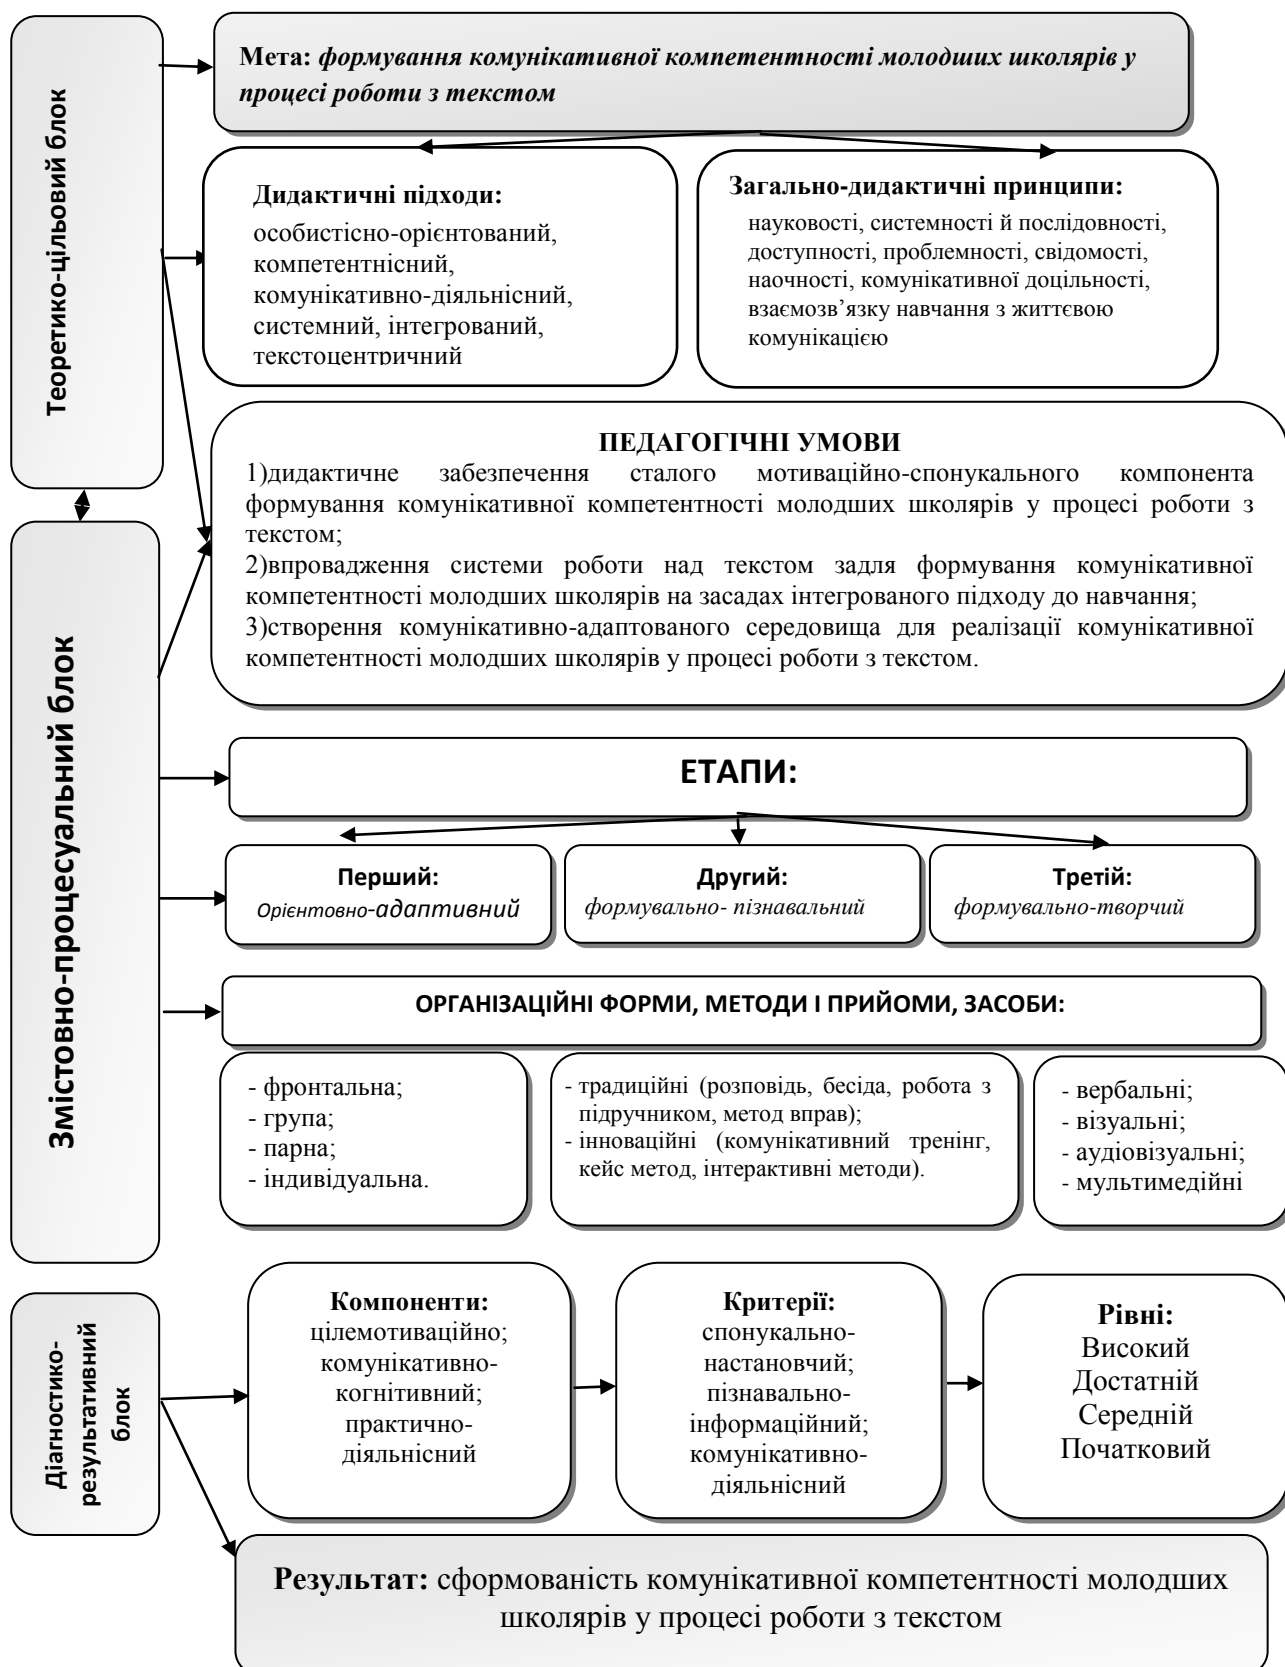 Теоретико-цільовий блок
Мета: формування комунікативної компетентності молодших школярів у
процесі роботи з текстом
Дидактичні підходи:
особистісно-орієнтований,
компетентнісний,
комунікативно-діяльнісний,
системний, інтегрований,
текстоцентричний
Загально-дидактичні принципи:
науковості, системності й послідовності,
доступності, проблемності, свідомості,
наочності, комунікативної доцільності,
взаємозв’язку навчання з життєвою
комунікацією
ПЕДАГОГІЧНІ УМОВИ
1)дидактичне забезпечення сталого мотиваційно-спонукального компонента
формування комунікативної компетентності молодших школярів у процесі роботи з
текстом;
2)впровадження системи роботи над текстом задля формування комунікативної
компетентності молодших школярів на засадах інтегрованого підходу до навчання;
3)створення комунікативно-адаптованого середовища для реалізації комунікативної
компетентності молодших школярів у процесі роботи з текстом.
Змістовно-процесуальний блок
ЕТАПИ:
Перший:
Орієнтовно-адаптивний
Другий:
формувально- пізнавальний
Третій:
формувально-творчий
ОРГАНІЗАЦІЙНІ ФОРМИ, МЕТОДИ І ПРИЙОМИ, ЗАСОБИ:
- фронтальна;
- група;
- парна;
- індивідуальна.
- традиційні (розповідь, бесіда, робота з
підручником, метод вправ);
- інноваційні (комунікативний тренінг,
кейс метод, інтерактивні методи).
- вербальні;
- візуальні;
- аудіовізуальні;
- мультимедійні
Діагностико-
результативний
блок
Компоненти:
цілемотиваційно;
комунікативно-
когнітивний;
практично-
діяльнісний
Критерії:
спонукально-
настановчий;
пізнавально-
інформаційний;
комунікативно-
діяльнісний
Рівні:
Високий
Достатній
Середній
Початковий
Результат: сформованість комунікативної компетентності молодших
школярів у процесі роботи з текстом